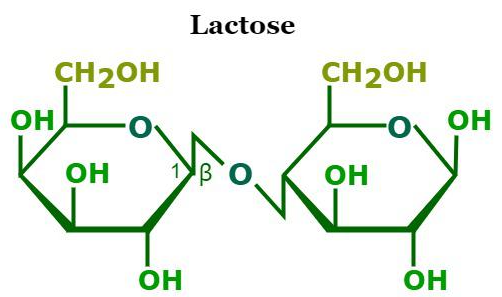 Lactose
CH2OH CH2OH
OH O O OH
OH 1 β O OH
OH OH